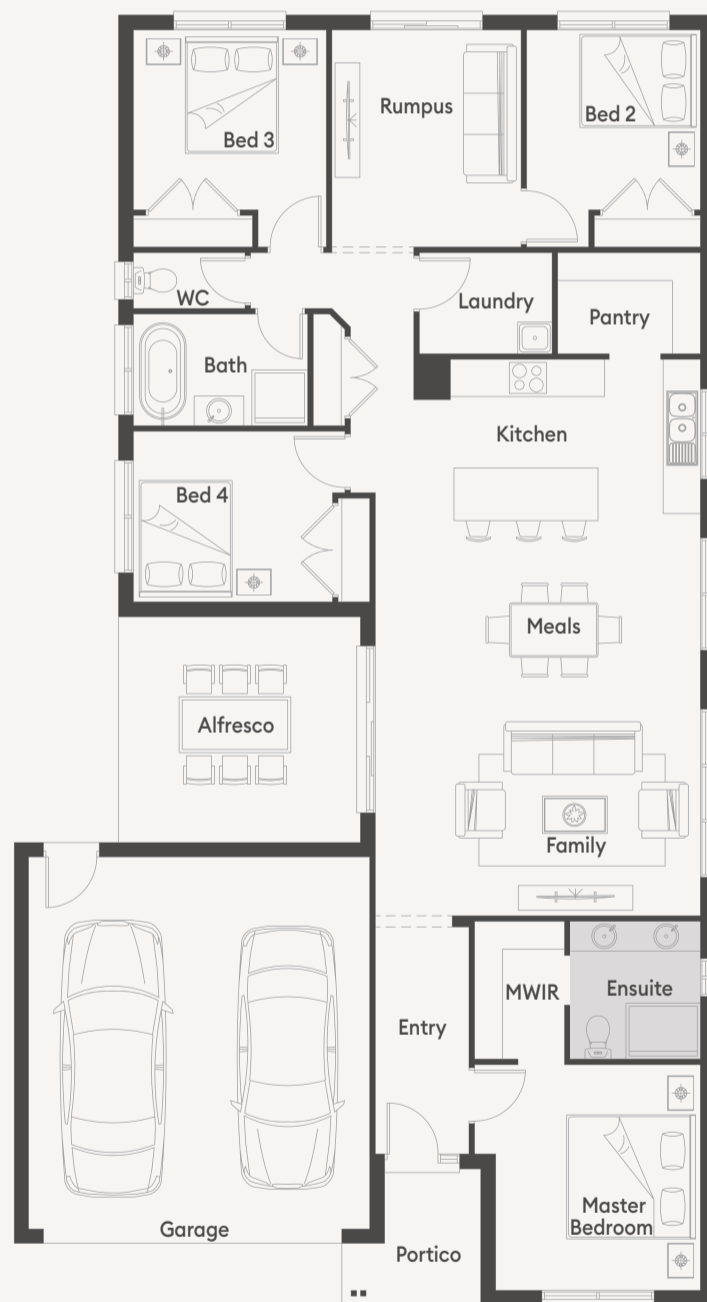 Rumpus
Bed 2
Bed 3
WC
Laundry
Pantry
Bath
Kitchen
Bed 4
Meals
Alfresco
Family
MWIR
Ensuite
Entry
Master
Bedroom
Garage
Portico